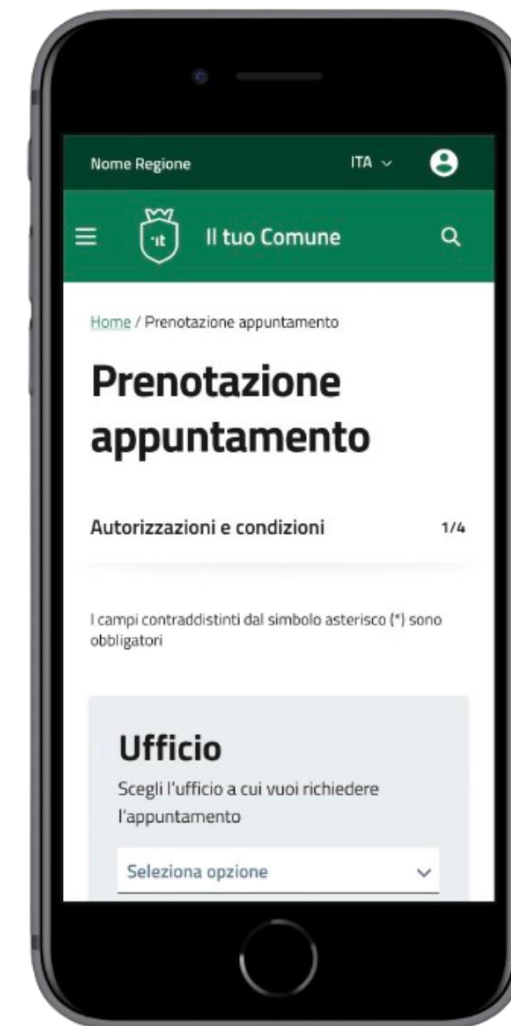 Nome Regione ITA
.it Il tuo Comune
Home / Prenotazione appuntamento
Prenotazione
appuntamento
Autorizzazioni e condizioni 1/4
I campi contraddistinti dal simbolo asterisco (*) sono
obbligatori
Ufficio
Scegli l'ufficio a cui vuoi richiedere
l'appuntamento
Seleziona opzione